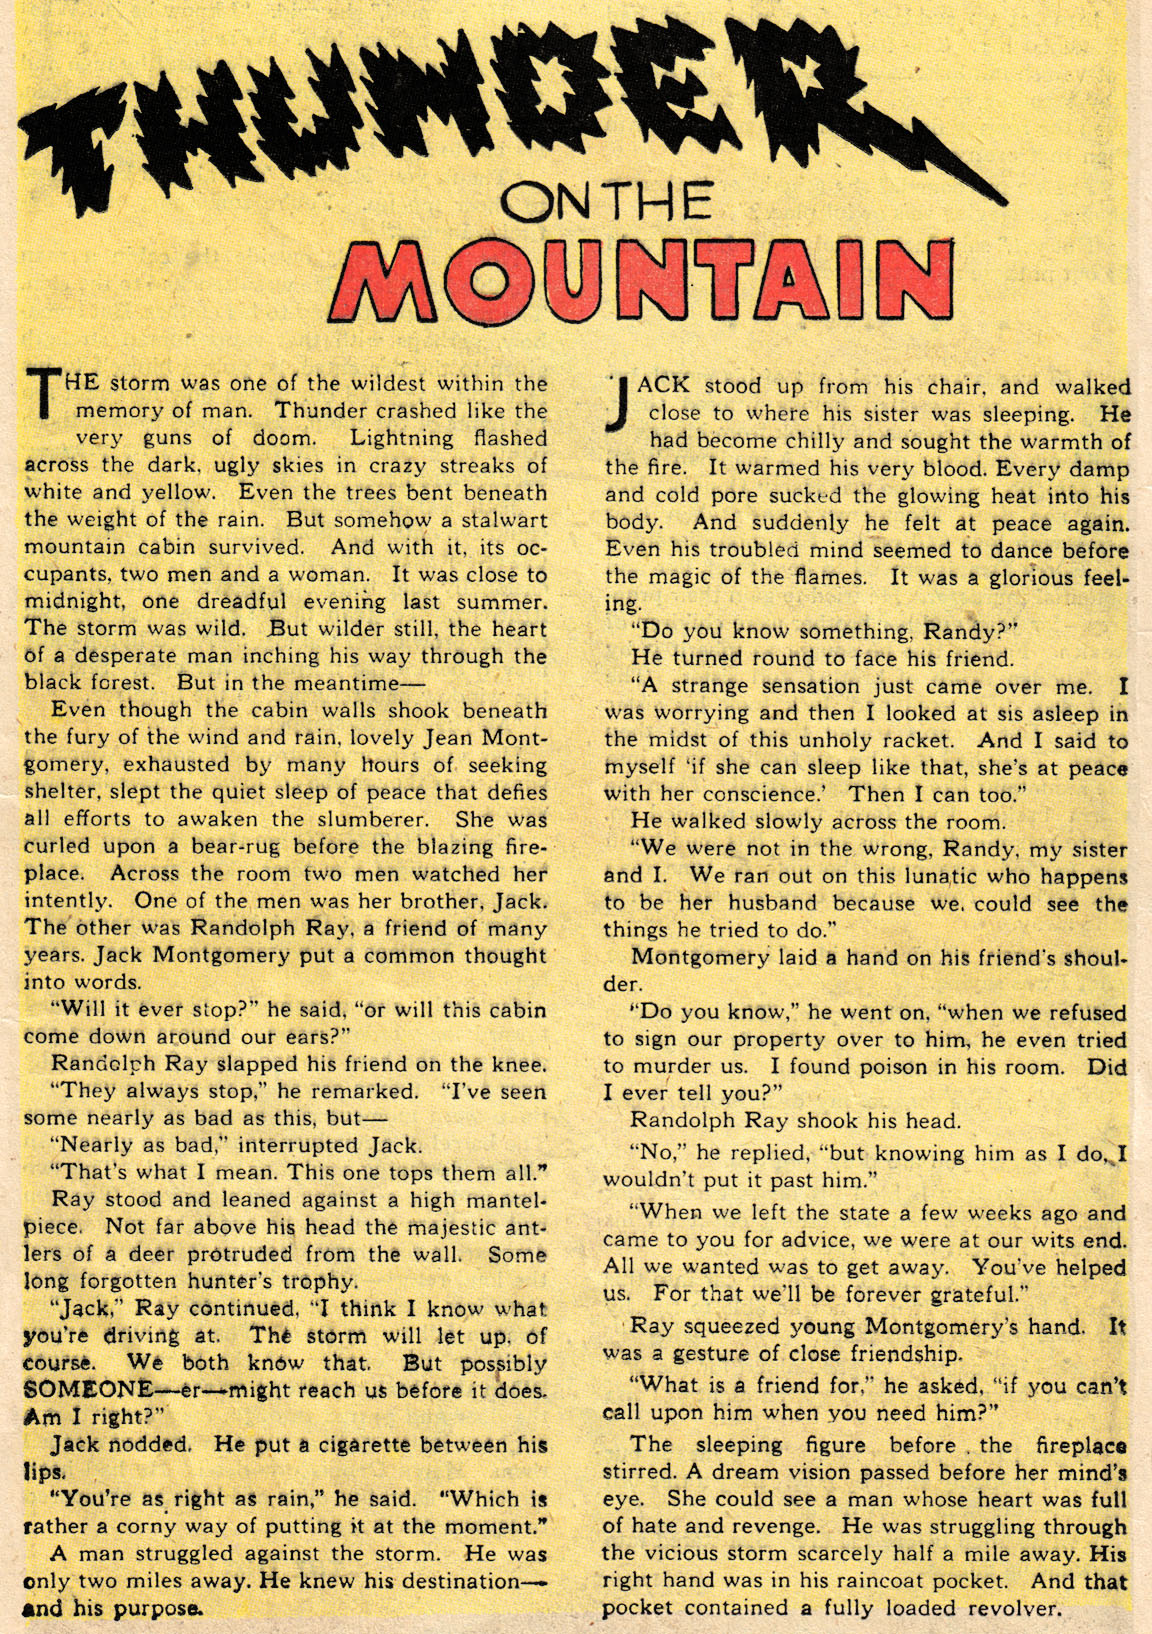 THUNDER
ON THE
MOUNTAIN
THE storm was one of the wildest within the
memory of man. Thunder crashed like the
very guns of doom. Lightning flashed
across the dark, ugly skies in crazy streaks of
white and yellow. Even the trees bent beneath
the weight of the rain. But somehow a stalwart
mountain cabin survived. And with it, its oc-
cupants, two men and a woman. It was close to
midnight, one dreadful evening last summer.
The storm was wild. But wilder still, the heart
of a desperate man inching his way through the
black forest. But in the meantime—
Even though the cabin walls shook beneath
the fury of the wind and rain, lovely Jean Mont-
gomery, exhausted by many hours of seeking
shelter, slept the quiet sleep of peace that defies
all efforts to awaken the slumberer. She was
curled upon a bear-rug before the blazing fire-
place. Across the room two men watched her
intently. One of the men was her brother, Jack.
The other was Randolph Ray, a friend of many
years. Jack Montgomery put a common thought
into words.
“Will it ever stop?” he said, “or will this cabin
come down around our ears?”
Randolph Ray slapped his friend on the knee.
“They always stop,” he remarked. “I've seen
some nearly as bad as this, but—
“Nearly as bad,” interrupted Jack.
“That's what I mean. This one tops them all.”
Ray stood and leaned against a high mantel-
piece. Not far above his head the majestic ant-
lers of a deer protruded from the wall. Some
long forgotten hunter's trophy.
“Jack,” Ray continued, “I think I know what
you're driving at. The storm will let up, of
course. We both know that. But possibly
SOMEONE—er—might reach us before it does.
Am I right?”
Jack nodded. He put a cigarette between his
lips.
“You're as right as rain,” he said. “Which is
rather a corny way of putting it at the moment.”
A man struggled against the storm. He was
only two miles away. He knew his destination—
and his purpose.
JACK stood up from his chair, and walked
close to where his sister was sleeping. He
had become chilly and sought the warmth of
the fire. It warmed his very blood. Every damp
and cold pore sucked the glowing heat into his
body. And suddenly he felt at peace again.
Even his troubled mind seemed to dance before
the magic of the flames. It was a glorious feel-
ing.
“Do you know something, Randy?”
He turned round to face his friend.
“A strange sensation just came over me. I
was worrying and then I looked at sis asleep in
the midst of this unholy racket. And I said to
myself ‘if she can sleep like that, she's at peace
with her conscience.’ Then I can too.”
He walked slowly across the room.
“We were not in the wrong, Randy, my sister
and I. We ran out on this lunatic who happens
to be her husband because we could see the
things he tried to do.”
Montgomery laid a hand on his friend's shoul-
der.
“Do you know,” he went on, “when we refused
to sign our property over to him, he even tried
to murder us. I found poison in his room. Did
I ever tell you?”
Randolph Ray shook his head.
“No,” he replied, “but knowing him as I do, I
wouldn't put it past him.”
“When we left the state a few weeks ago and
came to you for advice, we were at our wits end.
All we wanted was to get away. You've helped
us. For that we'll be forever grateful.”
Ray squeezed young Montgomery's hand. It
was a gesture of close friendship.
“What is a friend for,” he asked, “if you can't
call upon him when you need him?”
The sleeping figure before the fireplace
stirred. A dream vision passed before her mind's
eye. She could see a man whose heart was full
of hate and revenge. He was struggling through
the vicious storm scarcely half a mile away. His
right hand was in his raincoat pocket. And that
pocket contained a fully loaded revolver.